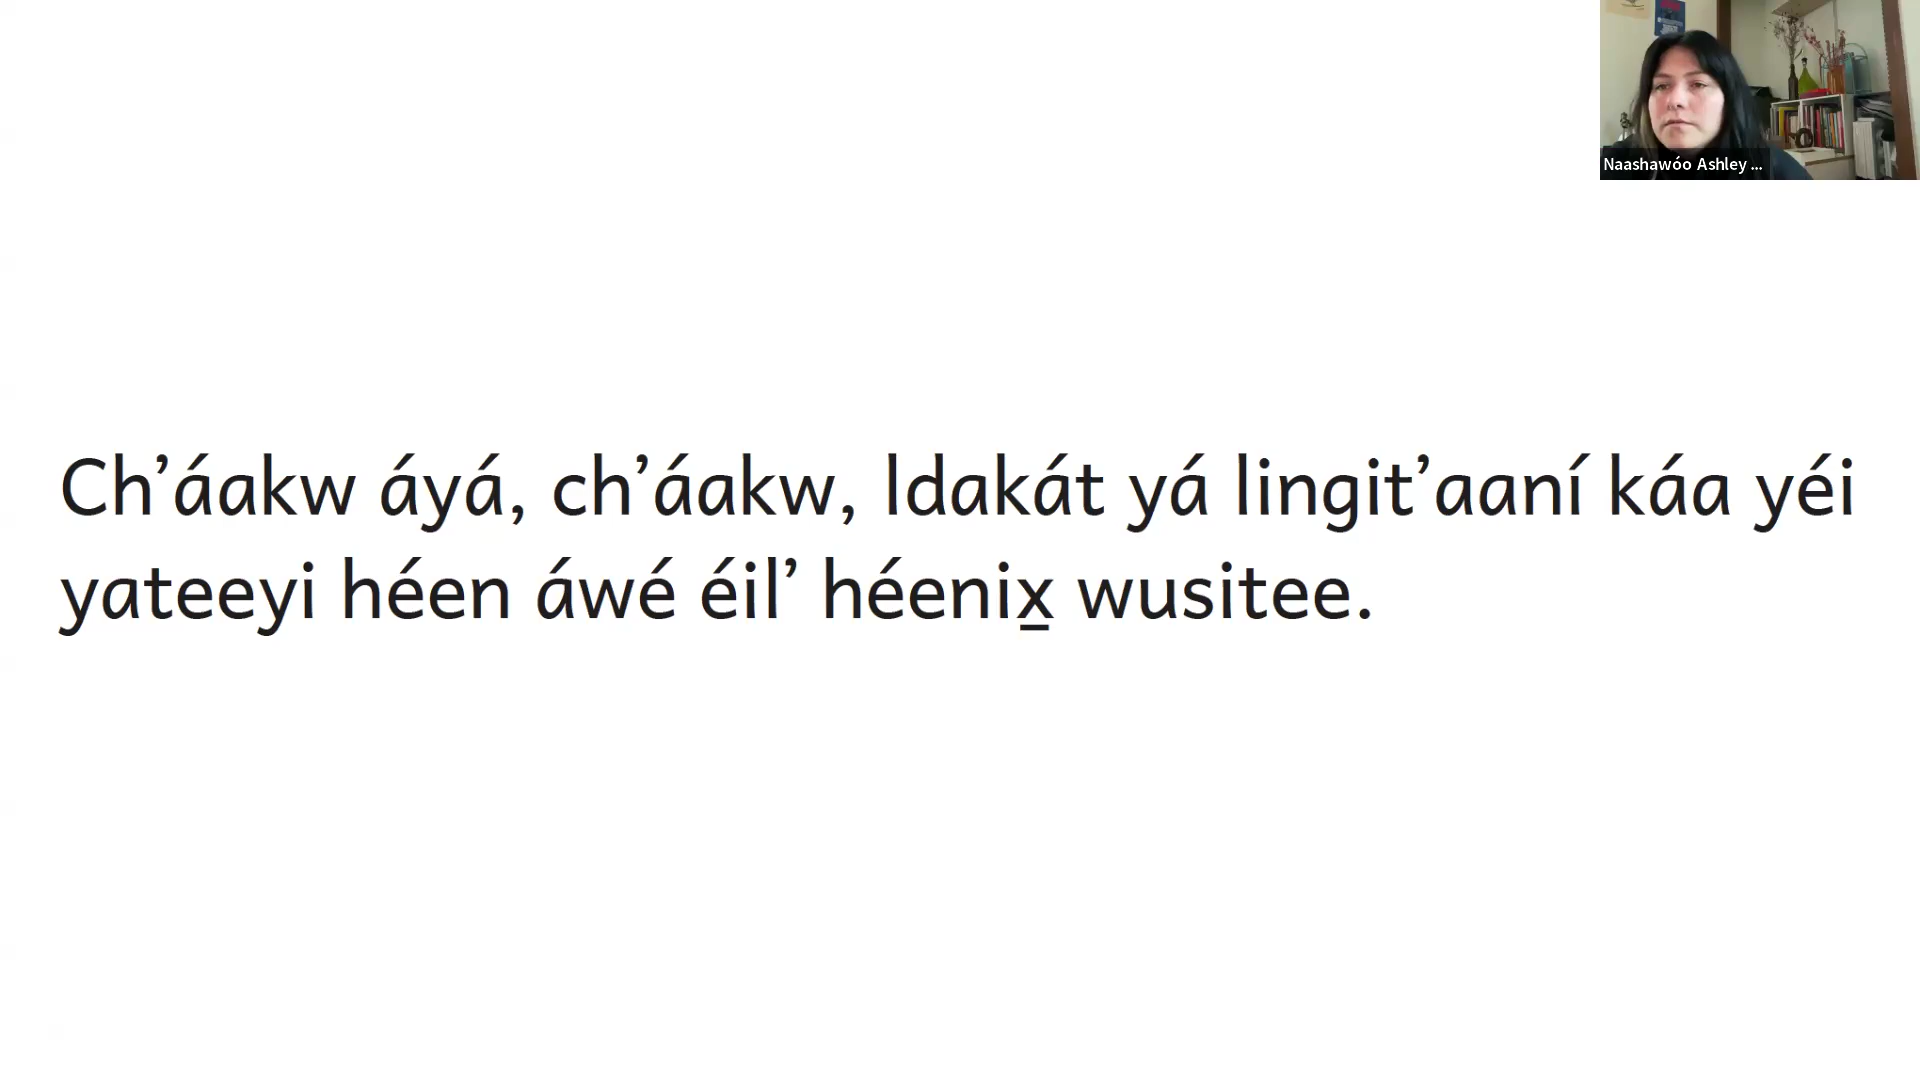 Naashawóo Ashley ...
Ch’áakw áyá, ch’áakw, ldakát yá lingit’aaní káa yéi
yateeyi héen áwé éil’ héenix̱ wusitee.